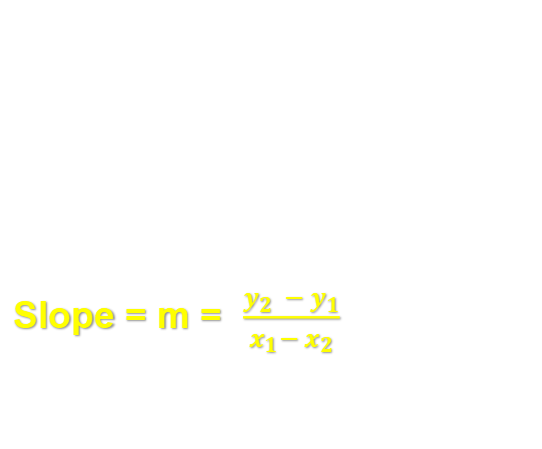 Slope = m = y₂ − y₁ / x₁ − x₂